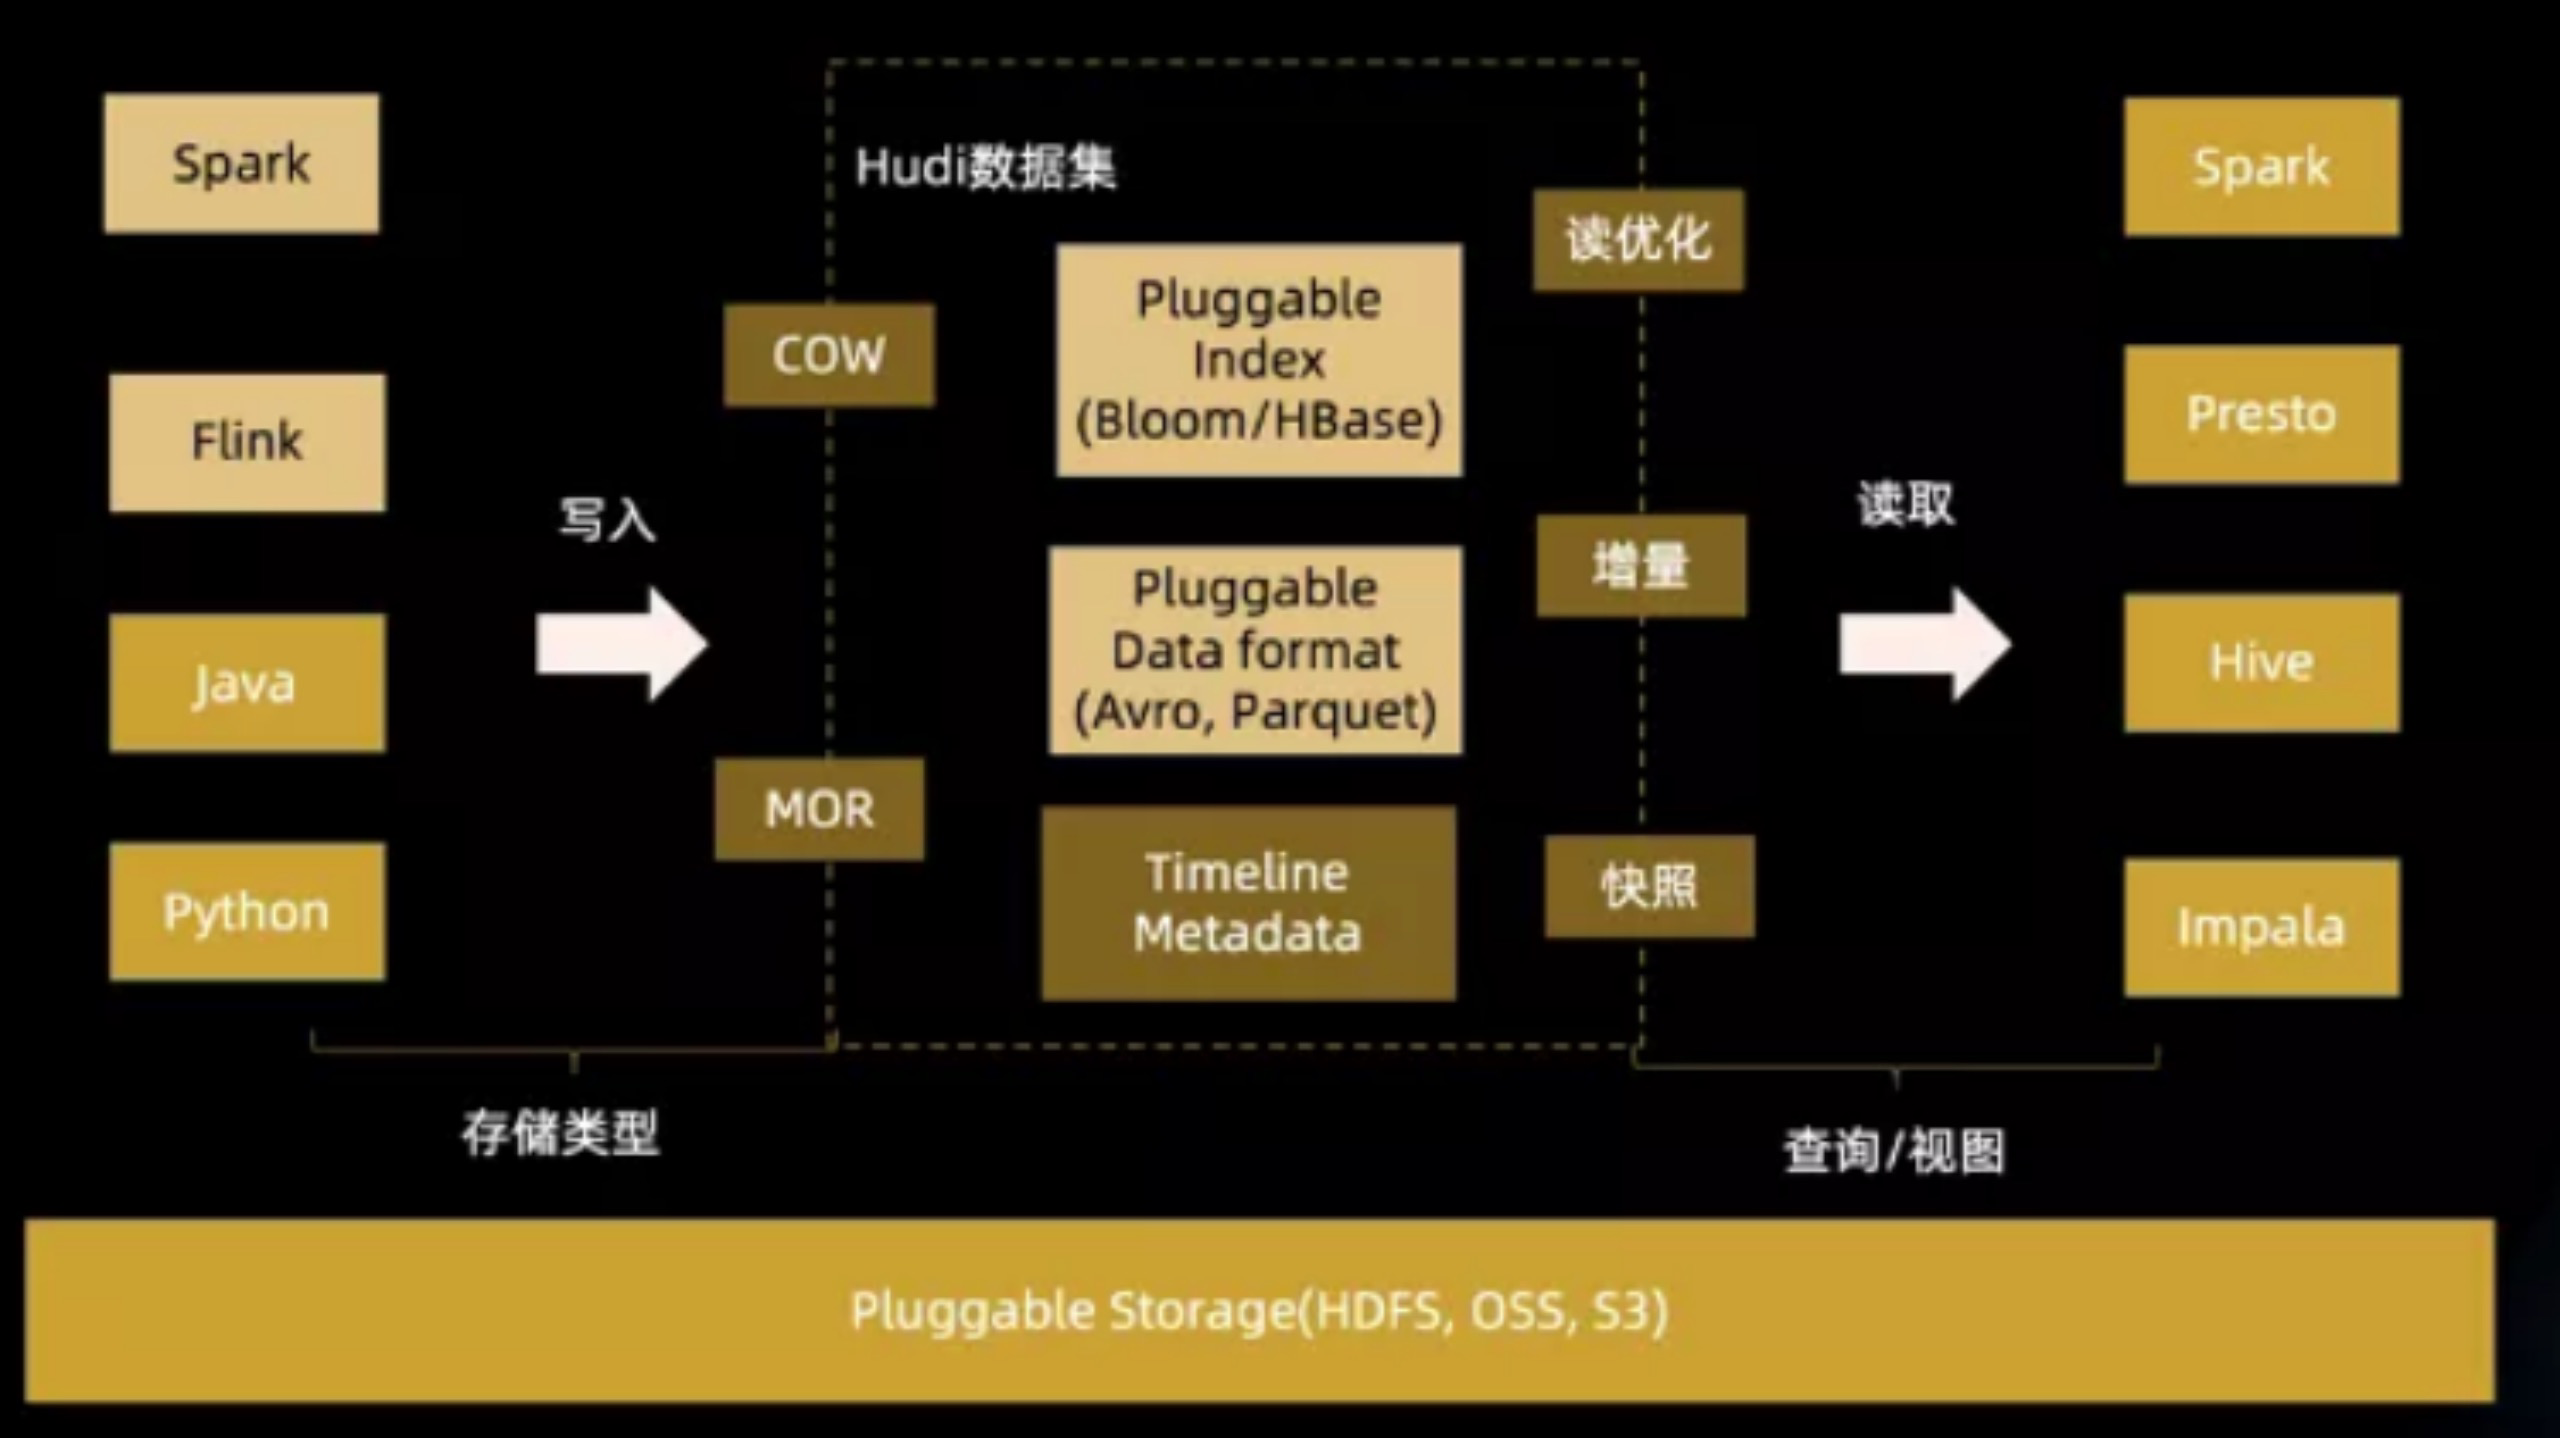 Spark
Flink
Java
Python
写入
COW
MOR
存储类型
Hudi数据集
Pluggable
Index
(Bloom/HBase)
Pluggable
Data format
(Avro, Parquet)
Timeline
Metadata
读优化
增量
快照
读取
查询/视图
Spark
Presto
Hive
Impala
Pluggable Storage(HDFS, OSS, S3)